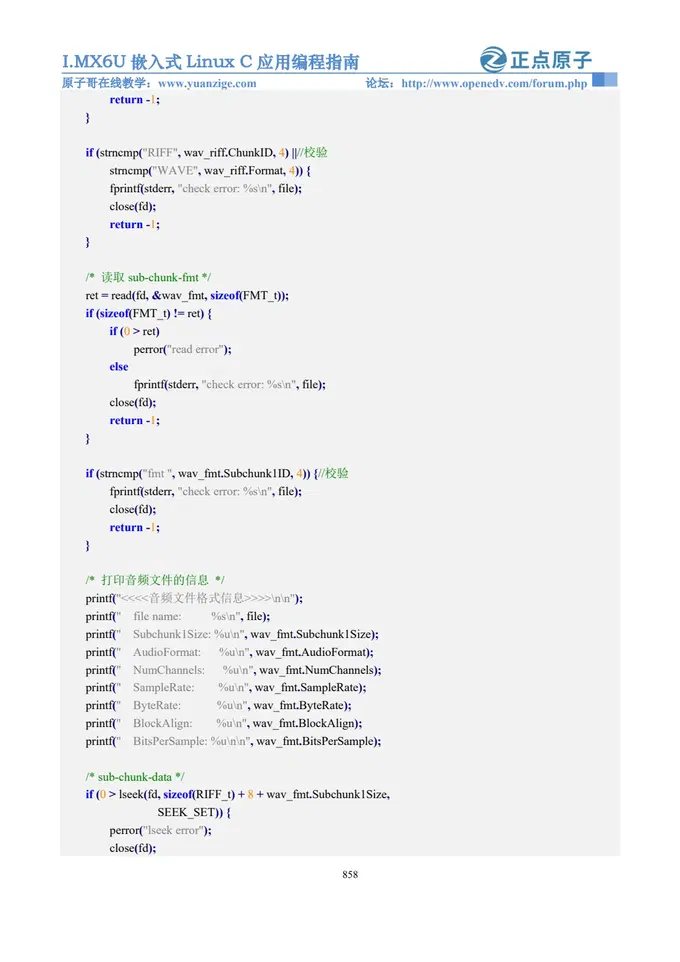 I.MX6U 嵌入式 Linux C 应用编程指南
正点原子
原子哥在线教学：www.yuanzige.com 论坛：http://www.openedv.com/forum.php
return -1;
}
if (strncmp("RIFF", wav_riff.ChunkID, 4) ||//校验
strncmp("WAVE", wav_riff.Format, 4)) {
fprintf(stderr, "check error: %s\n", file);
close(fd);
return -1;
}
/* 读取 sub-chunk-fmt */
ret = read(fd, &wav_fmt, sizeof(FMT_t));
if (sizeof(FMT_t) != ret) {
if (0 > ret)
perror("read error");
else
fprintf(stderr, "check error: %s\n", file);
close(fd);
return -1;
}
if (strncmp("fmt ", wav_fmt.Subchunk1ID, 4)) {//校验
fprintf(stderr, "check error: %s\n", file);
close(fd);
return -1;
}
/* 打印音频文件的信息 */
printf("<<<<音频文件格式信息>>>>\n\n");
printf("  file name:     %s\n", file);
printf("  Subchunk1Size: %u\n", wav_fmt.Subchunk1Size);
printf("  AudioFormat:   %u\n", wav_fmt.AudioFormat);
printf("  NumChannels:   %u\n", wav_fmt.NumChannels);
printf("  SampleRate:    %u\n", wav_fmt.SampleRate);
printf("  ByteRate:      %u\n", wav_fmt.ByteRate);
printf("  BlockAlign:    %u\n", wav_fmt.BlockAlign);
printf("  BitsPerSample: %u\n\n", wav_fmt.BitsPerSample);
/* sub-chunk-data */
if (0 > lseek(fd, sizeof(RIFF_t) + 8 + wav_fmt.Subchunk1Size,
SEEK_SET)) {
perror("lseek error");
close(fd);
858